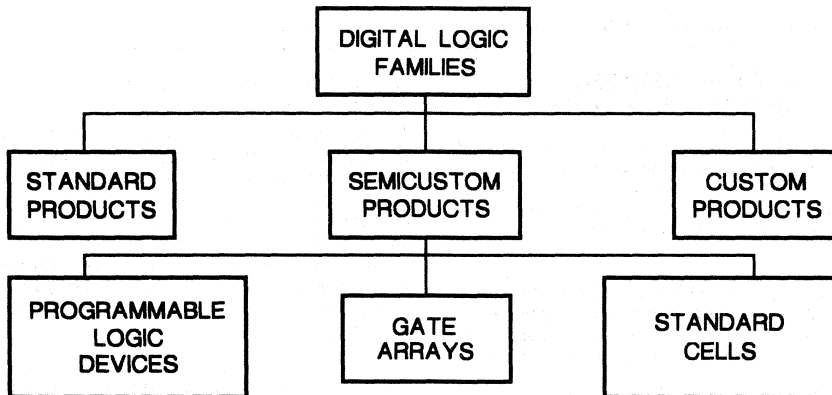 DIGITAL LOGIC
FAMILIES
STANDARD
PRODUCTS
SEMICUSTOM
PRODUCTS
CUSTOM
PRODUCTS
PROGRAMMABLE
LOGIC
DEVICES
GATE
ARRAYS
STANDARD
CELLS